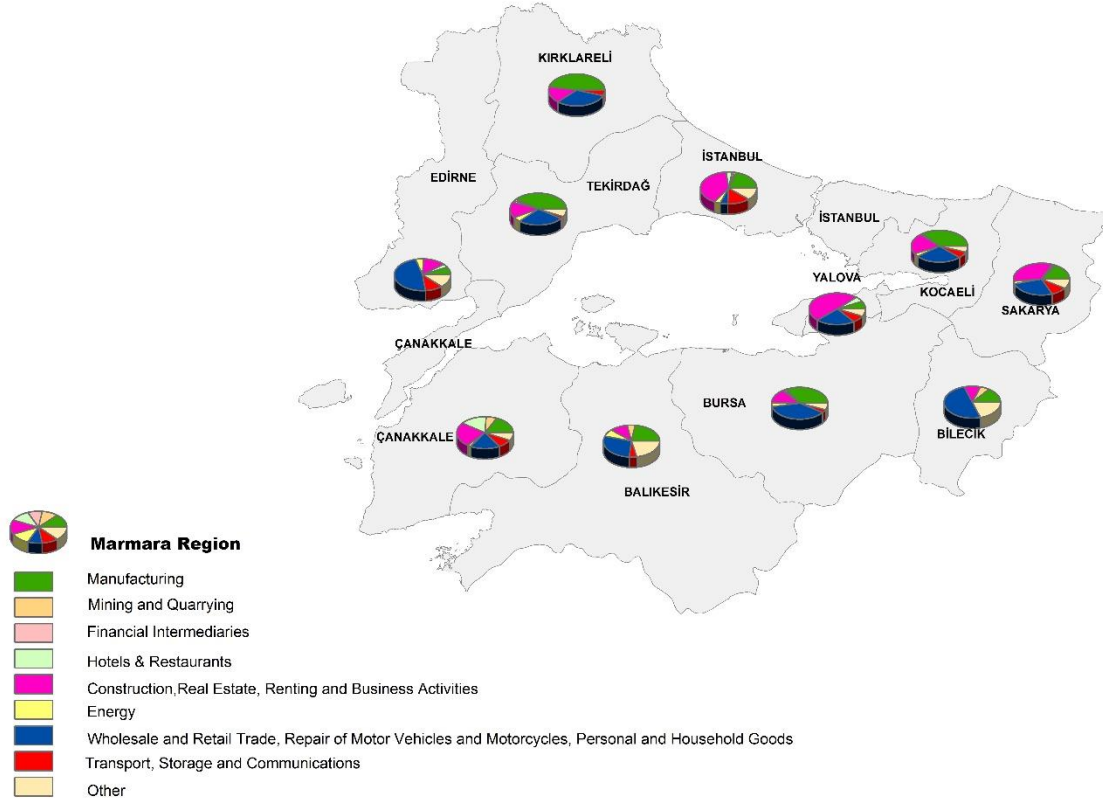 KIRKLARELİ
İSTANBUL
EDİRNE
TEKİRDAĞ
İSTANBUL
YALOVA
KOCAELİ
SAKARYA
ÇANAKKALE
BURSA
ÇANAKKALE
BİLECİK
BALIKESİR
Marmara Region
Manufacturing
Mining and Quarrying
Financial Intermediaries
Hotels & Restaurants
Construction,Real Estate, Renting and Business Activities
Energy
Wholesale and Retail Trade, Repair of Motor Vehicles and Motorcycles, Personal and Household Goods
Transport, Storage and Communications
Other